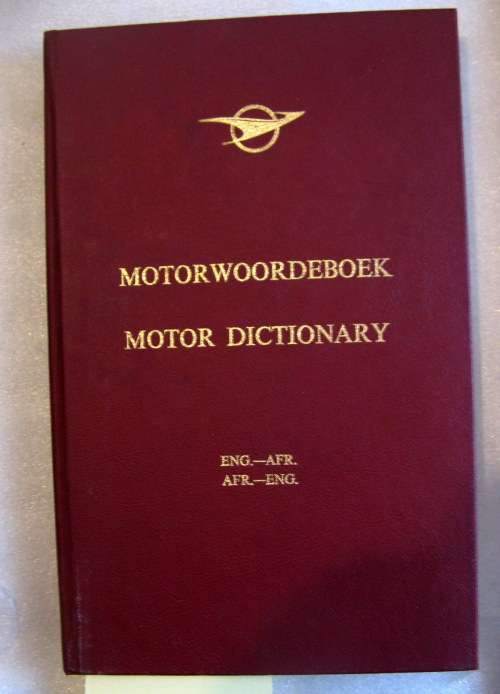 MOTORWOORDEBOEK
MOTOR DICTIONARY
ENG.—AFR.
AFR.—ENG.